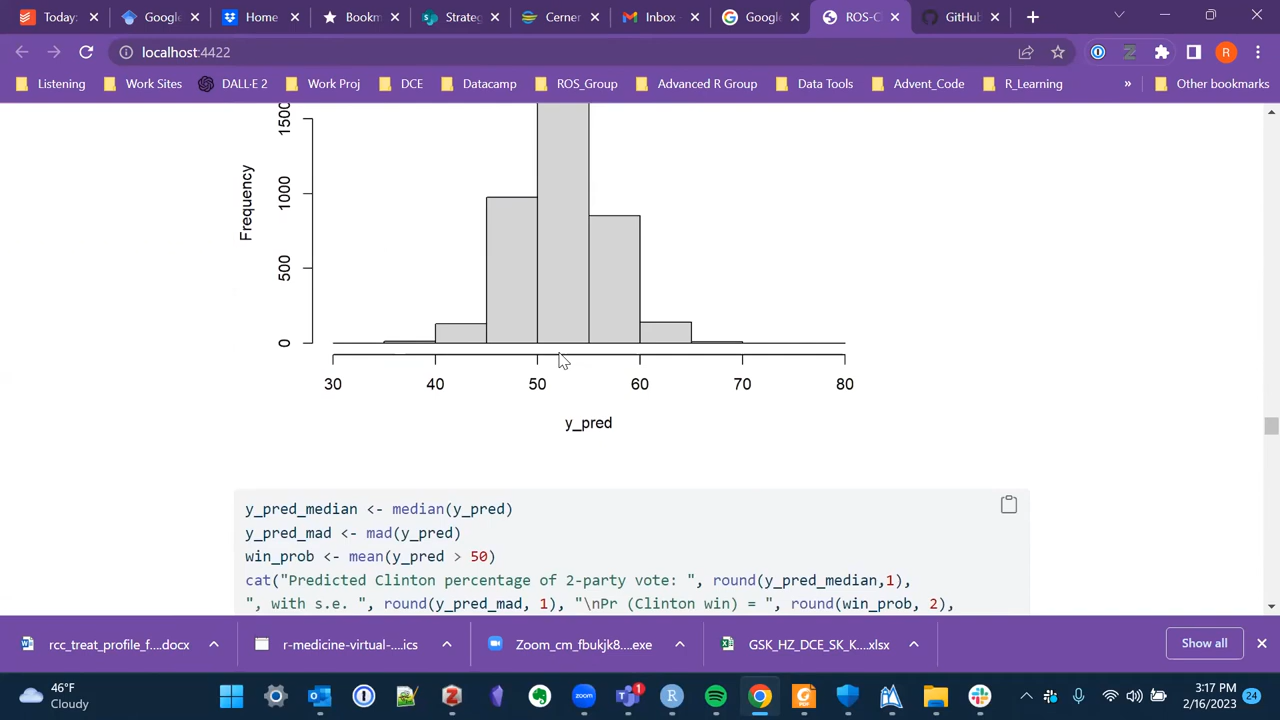 Today:
Google
Home
Bookm
Strateg
Cerner
Inbox
Google
ROS-C
GitHub
localhost:4422
R
Listening
Work Sites
DALL·E 2
Work Proj
DCE
Datacamp
ROS_Group
Advanced R Group
Data Tools
Advent_Code
R_Learning
»
Other bookmarks
1500
1000
500
0
Frequency
30 40 50 60 70 80
y_pred
y_pred_median <- median(y_pred)
y_pred_mad <- mad(y_pred)
win_prob <- mean(y_pred > 50)
cat("Predicted Clinton percentage of 2-party vote: ", round(y_pred_median,1),
", with s.e. ", round(y_pred_mad, 1), "\nPr (Clinton win) = ", round(win_prob, 2),
rcc_treat_profile_f....docx
r-medicine-virtual-....ics
Zoom_cm_fbukjk8....exe
GSK_HZ_DCE_SK_K....xlsx
Show all
46°F
Cloudy
zoom
1
R
PDF
3:17 PM
2/16/2023
24